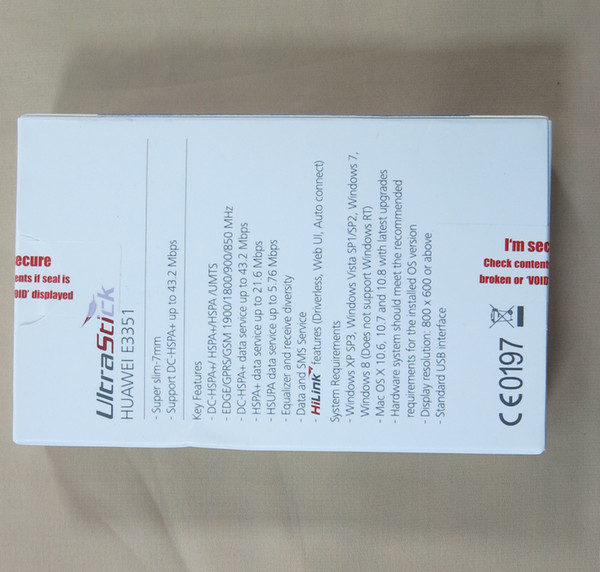 UltraStick
HUAWEI E3351
- Super slim-7mm
- Support DC-HSPA+ up to 43.2 Mbps
Key Features
- DC-HSPA+/ HSPA+/HSPA /UMTS
- EDGE/GPRS/GSM 1900/1800/900/850 MHz
- DC-HSPA+ data service up to 43.2 Mbps
- HSPA+ data service up to 21.6 Mbps
- HSUPA data service up to 5.76 Mbps
- Equalizer and receive diversity
- Data and SMS Service
- HiLink features (Driverless, Web UI, Auto connect)
System Requirements
- Windows XP SP3, Windows Vista SP1/SP2, Windows 7,
Windows 8 (Does not support Windows RT)
- Mac OS X 10.6, 10.7 and 10.8 with latest upgrades
- Hardware system should meet the recommended
requirements for the installed OS version
- Display resolution: 800 x 600 or above
- Standard USB interface
CE0197
ecure
ents if seal is
OID' displayed
I'm sec
Check content
broken or 'VOID